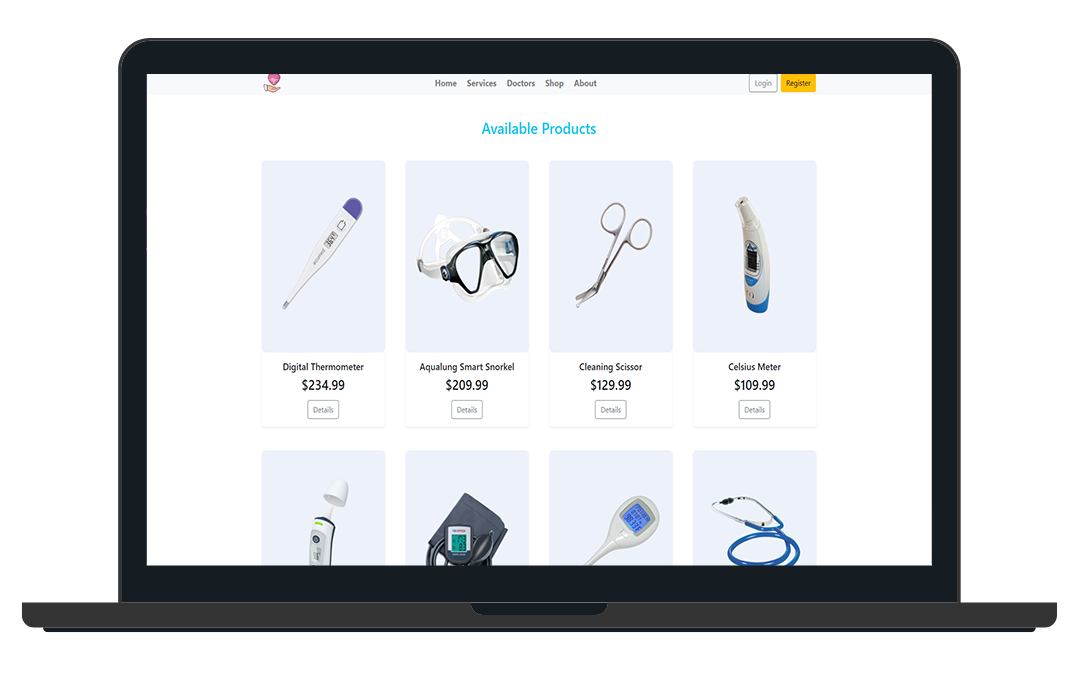 Home Services Doctors Shop About Login Register
Available Products
Digital Thermometer Aqualung Smart Snorkel Cleaning Scissor Celsius Meter
$234.99 $209.99 $129.99 $109.99
Details Details Details Details